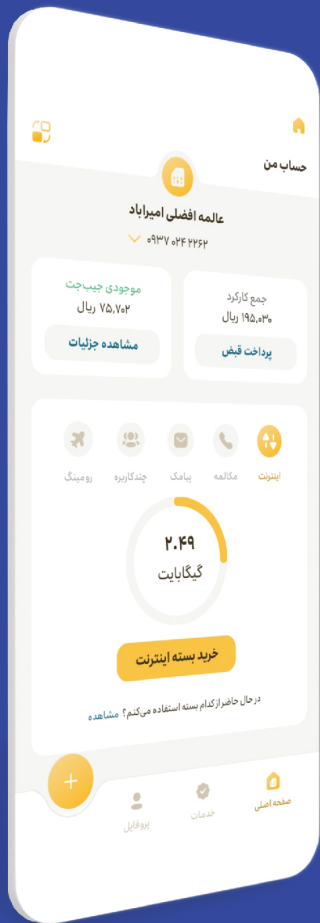 حساب من
عالمه افضلی امیراباد
۰۹۳۷ ۰۲۴ ۲۲۶۲
جمع کارکرد
۱۹۵,۰۳۰ ریال
پرداخت قبض
موجودی جیب‌جت
۷۵,۷۰۲ ریال
مشاهده جزئیات
اینترنت
مکالمه
پیامک
چندکاربره
رومینگ
۲.۴۹
گیگابایت
خرید بسته اینترنت
در حال حاضر از کدام بسته استفاده می‌کنم؟ مشاهده
صفحه اصلی
خدمات
پروفایل